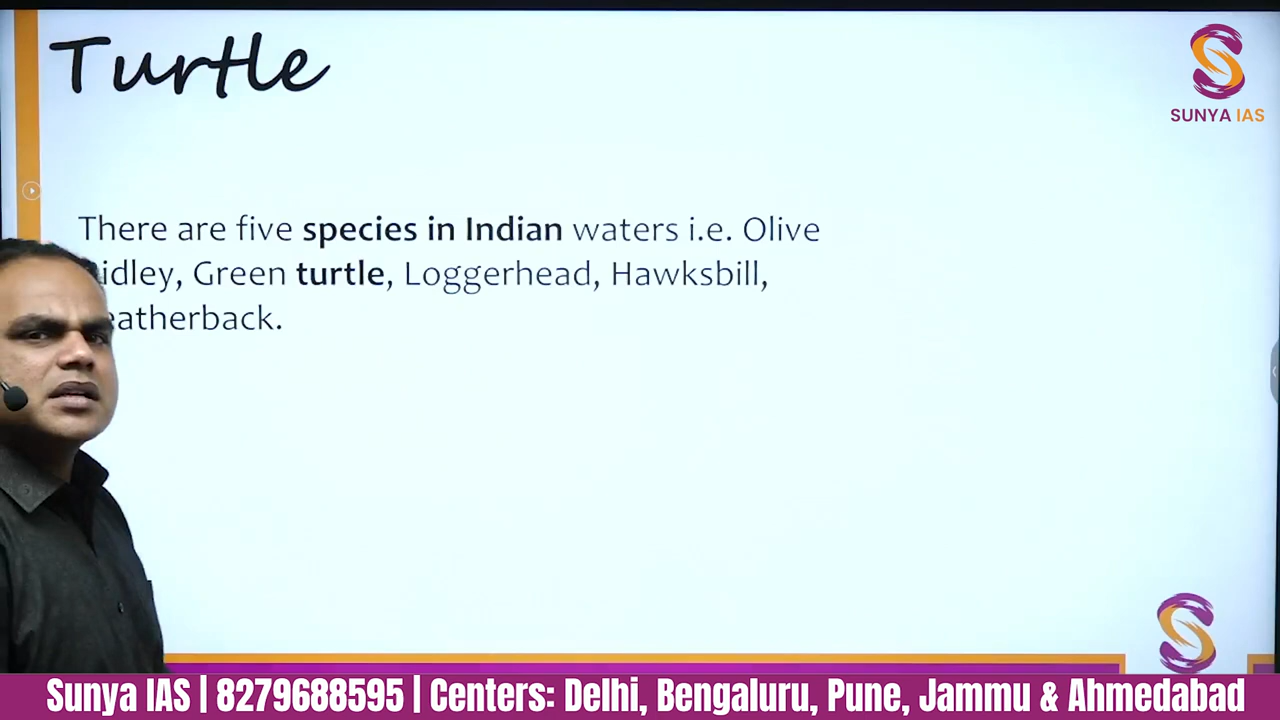 Turtle
SUNYA IAS
There are five species in Indian waters i.e. Olive
idley, Green turtle, Loggerhead, Hawksbill,
eatherback.
Sunya IAS | 8279688595 | Centers: Delhi, Bengaluru, Pune, Jammu & Ahmedabad